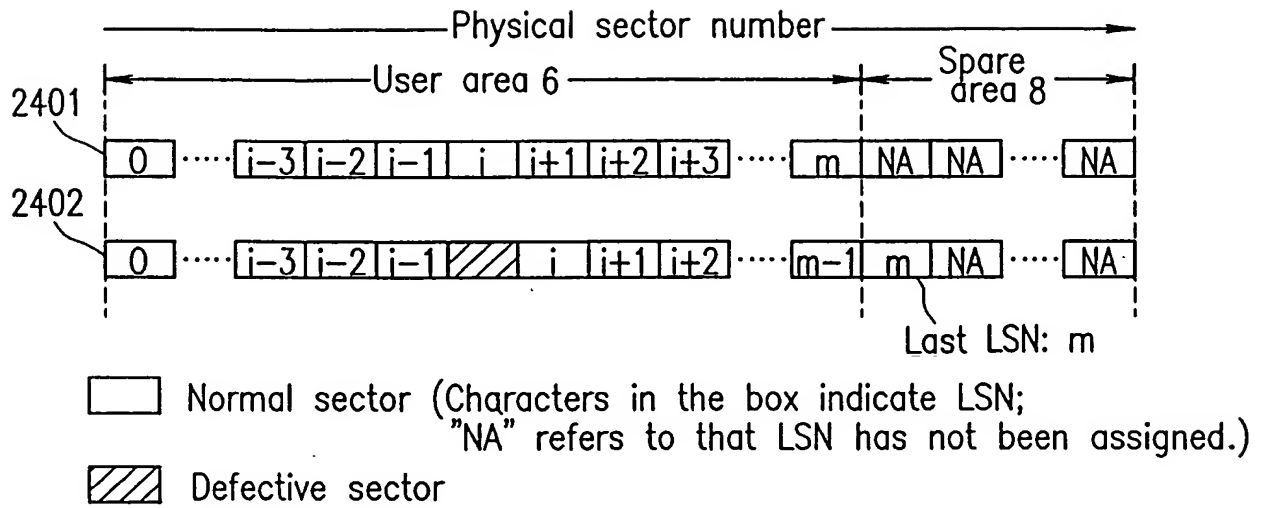 Physical sector number
User area 6
Spare area 8
2401
0 ····· i-3 i-2 i-1 i i+1 i+2 i+3 ····· m NA NA ····· NA
2402
0 ····· i-3 i-2 i-1 i i+1 i+2 ····· m-1 m NA ····· NA
Last LSN: m
Normal sector (Characters in the box indicate LSN;
"NA" refers to that LSN has not been assigned.)
Defective sector